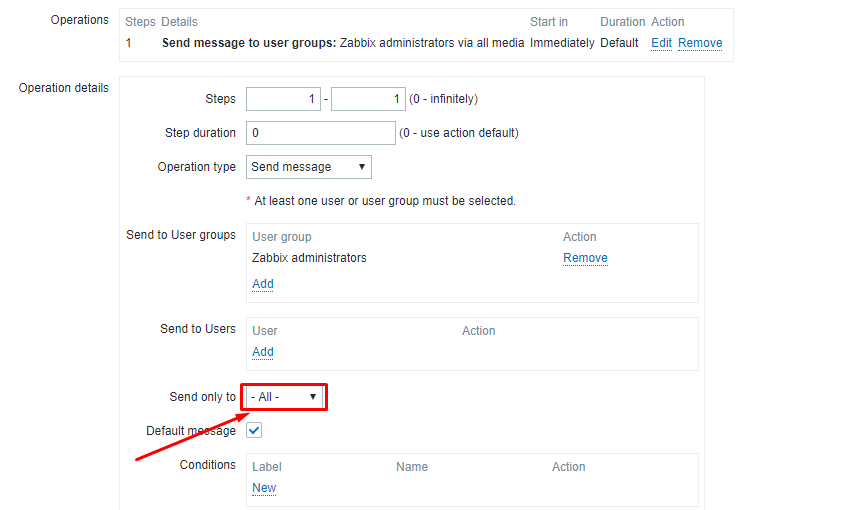 Operations
Steps Details Start in Duration Action
1 Send message to user groups: Zabbix administrators via all media Immediately Default Edit Remove
Operation details
Steps 1 - 1 (0 - infinitely)
Step duration 0 (0 - use action default)
Operation type Send message
* At least one user or user group must be selected.
Send to User groups User group Action
Zabbix administrators Remove
Add
Send to Users User Action
Add
Send only to - All -
Default message
Conditions Label Name Action
New